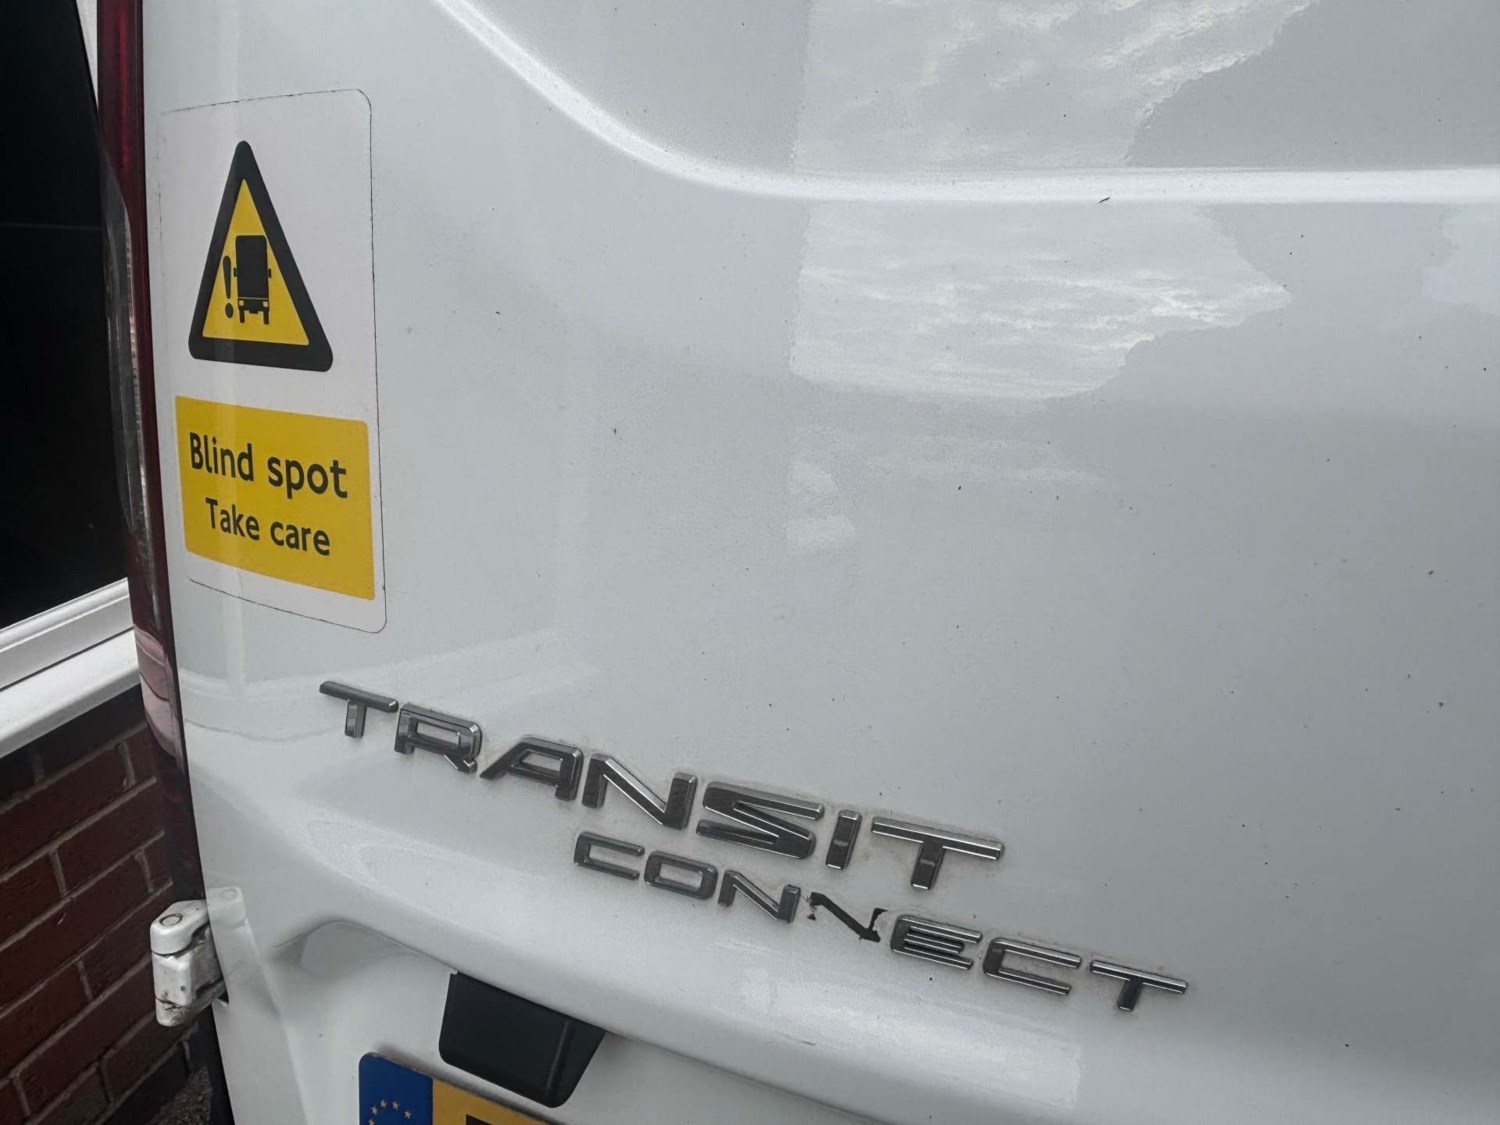 Blind spot
Take care
TRANSIT
CONNECT